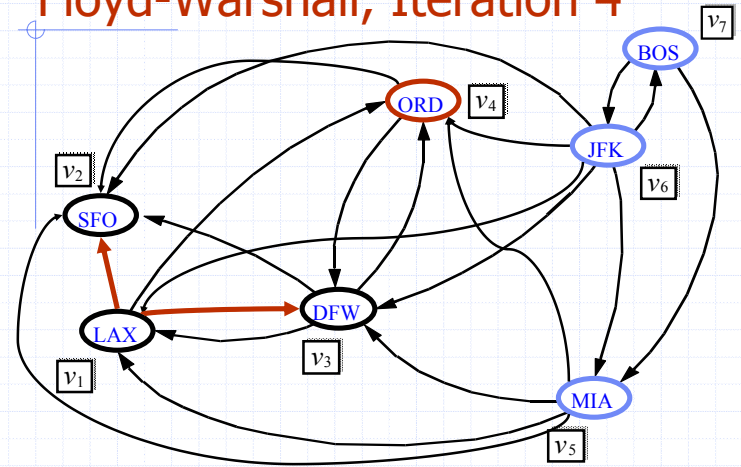 Floyd-Warshall, Iteration 4
v7
BOS
ORD
v4
JFK
v2
v6
SFO
DFW
LAX
v3
v1
MIA
v5